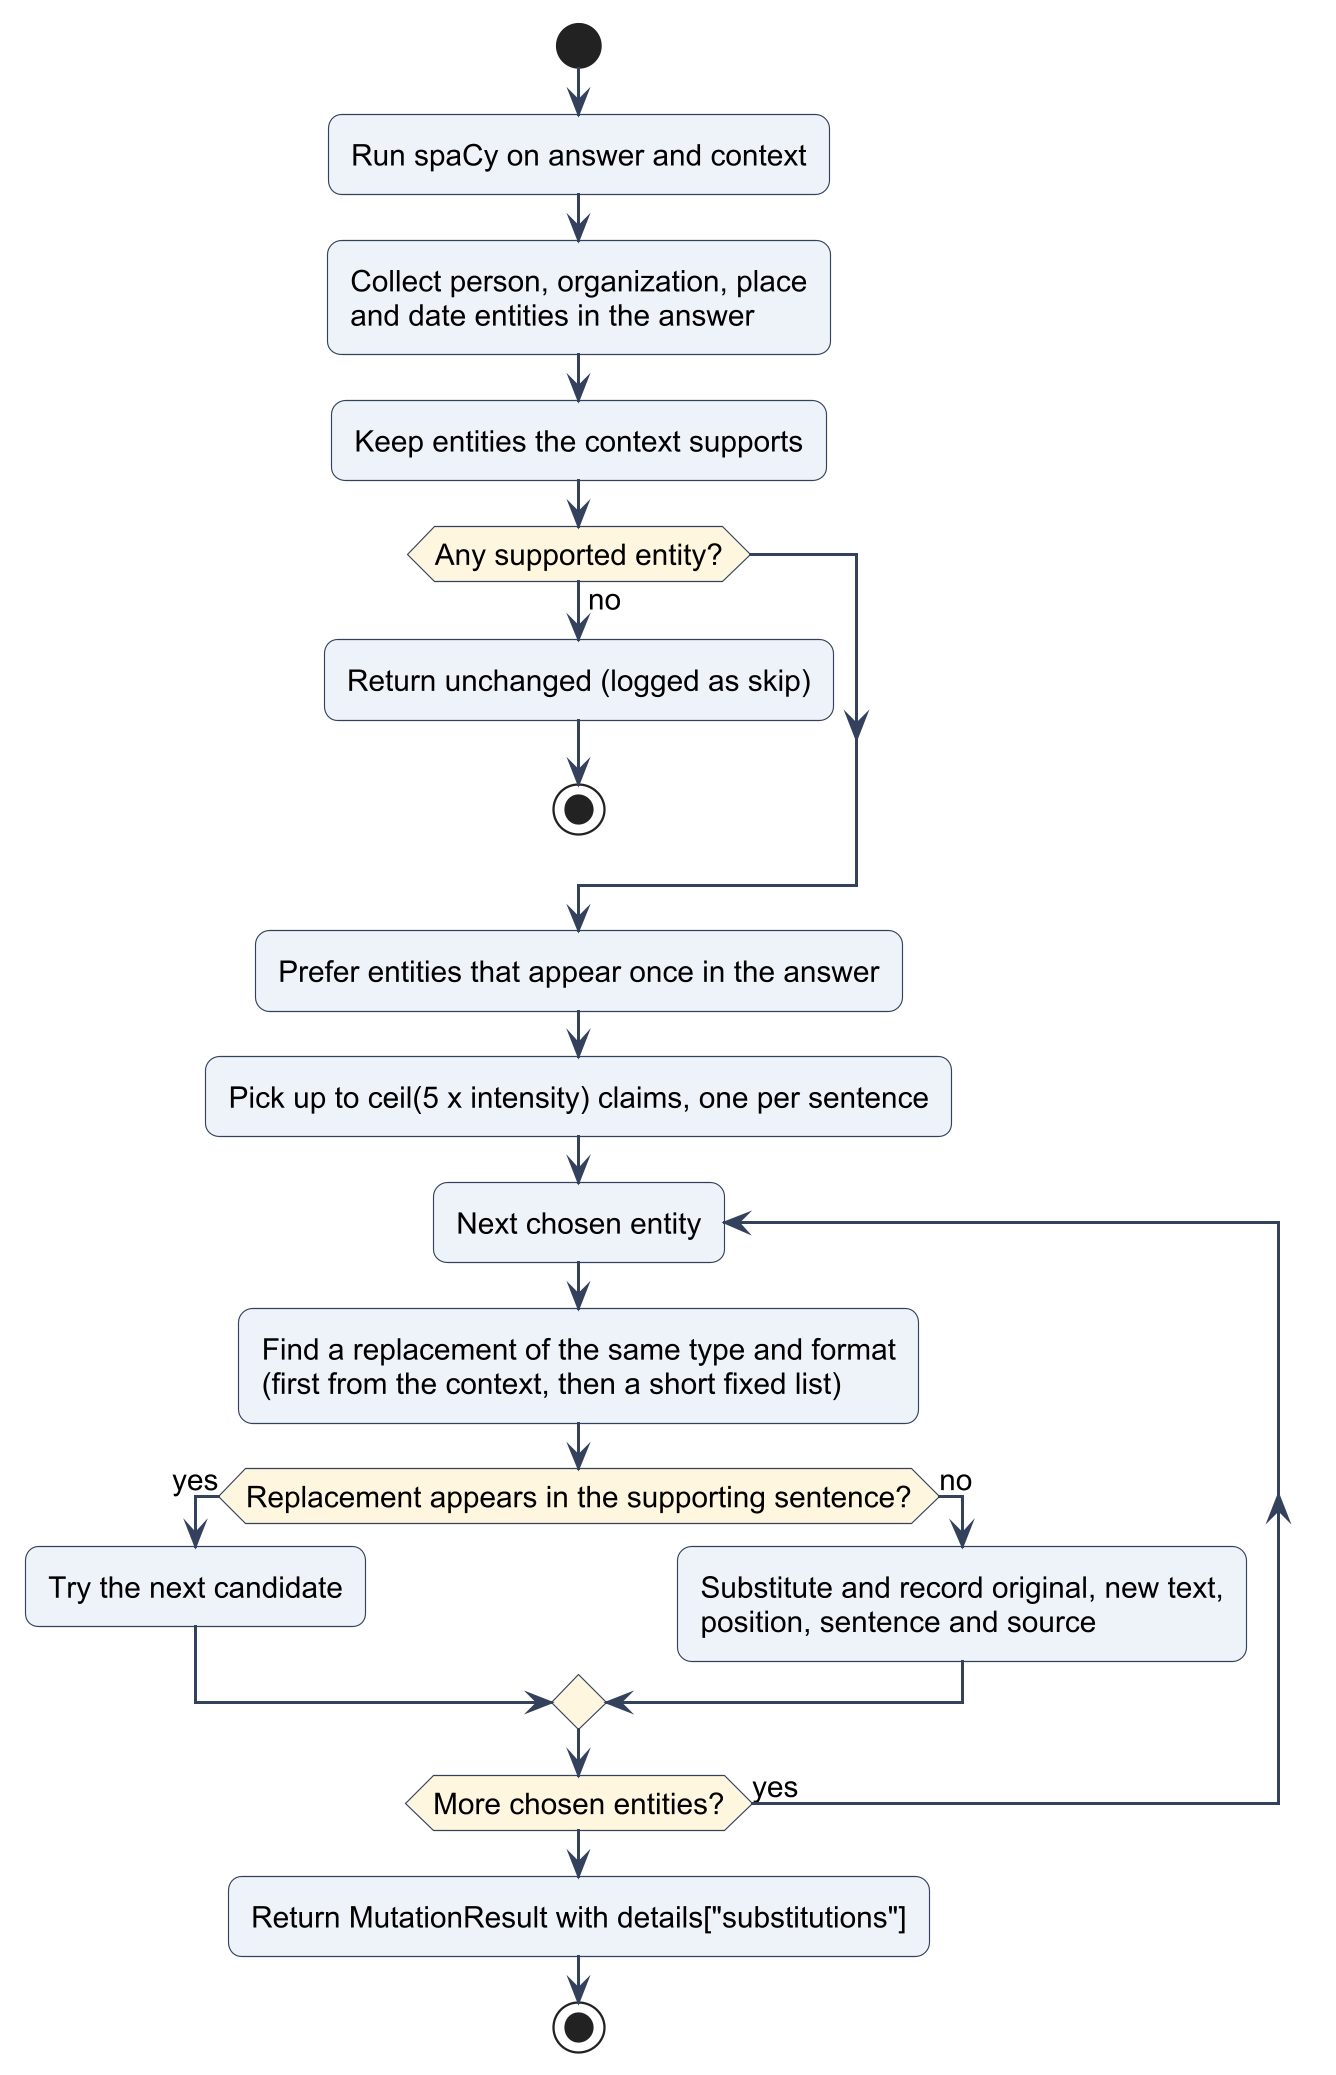 Run spaCy on answer and context
Collect person, organization, place
and date entities in the answer
Keep entities the context supports
Any supported entity?
no
Return unchanged (logged as skip)
Prefer entities that appear once in the answer
Pick up to ceil(5 x intensity) claims, one per sentence
Next chosen entity
Find a replacement of the same type and format
(first from the context, then a short fixed list)
yes
Replacement appears in the supporting sentence?
no
Try the next candidate
Substitute and record original, new text,
position, sentence and source
More chosen entities?
yes
Return MutationResult with details["substitutions"]